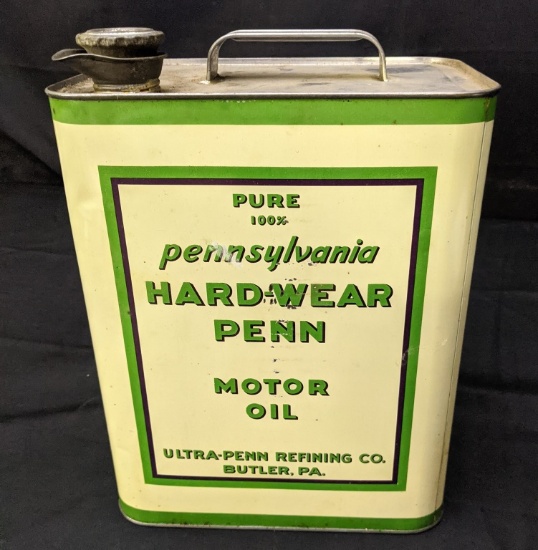 PURE
100%
pennsylvania
HARD-WEAR
PENN
MOTOR
OIL
ULTRA-PENN REFINING CO.
BUTLER, PA.